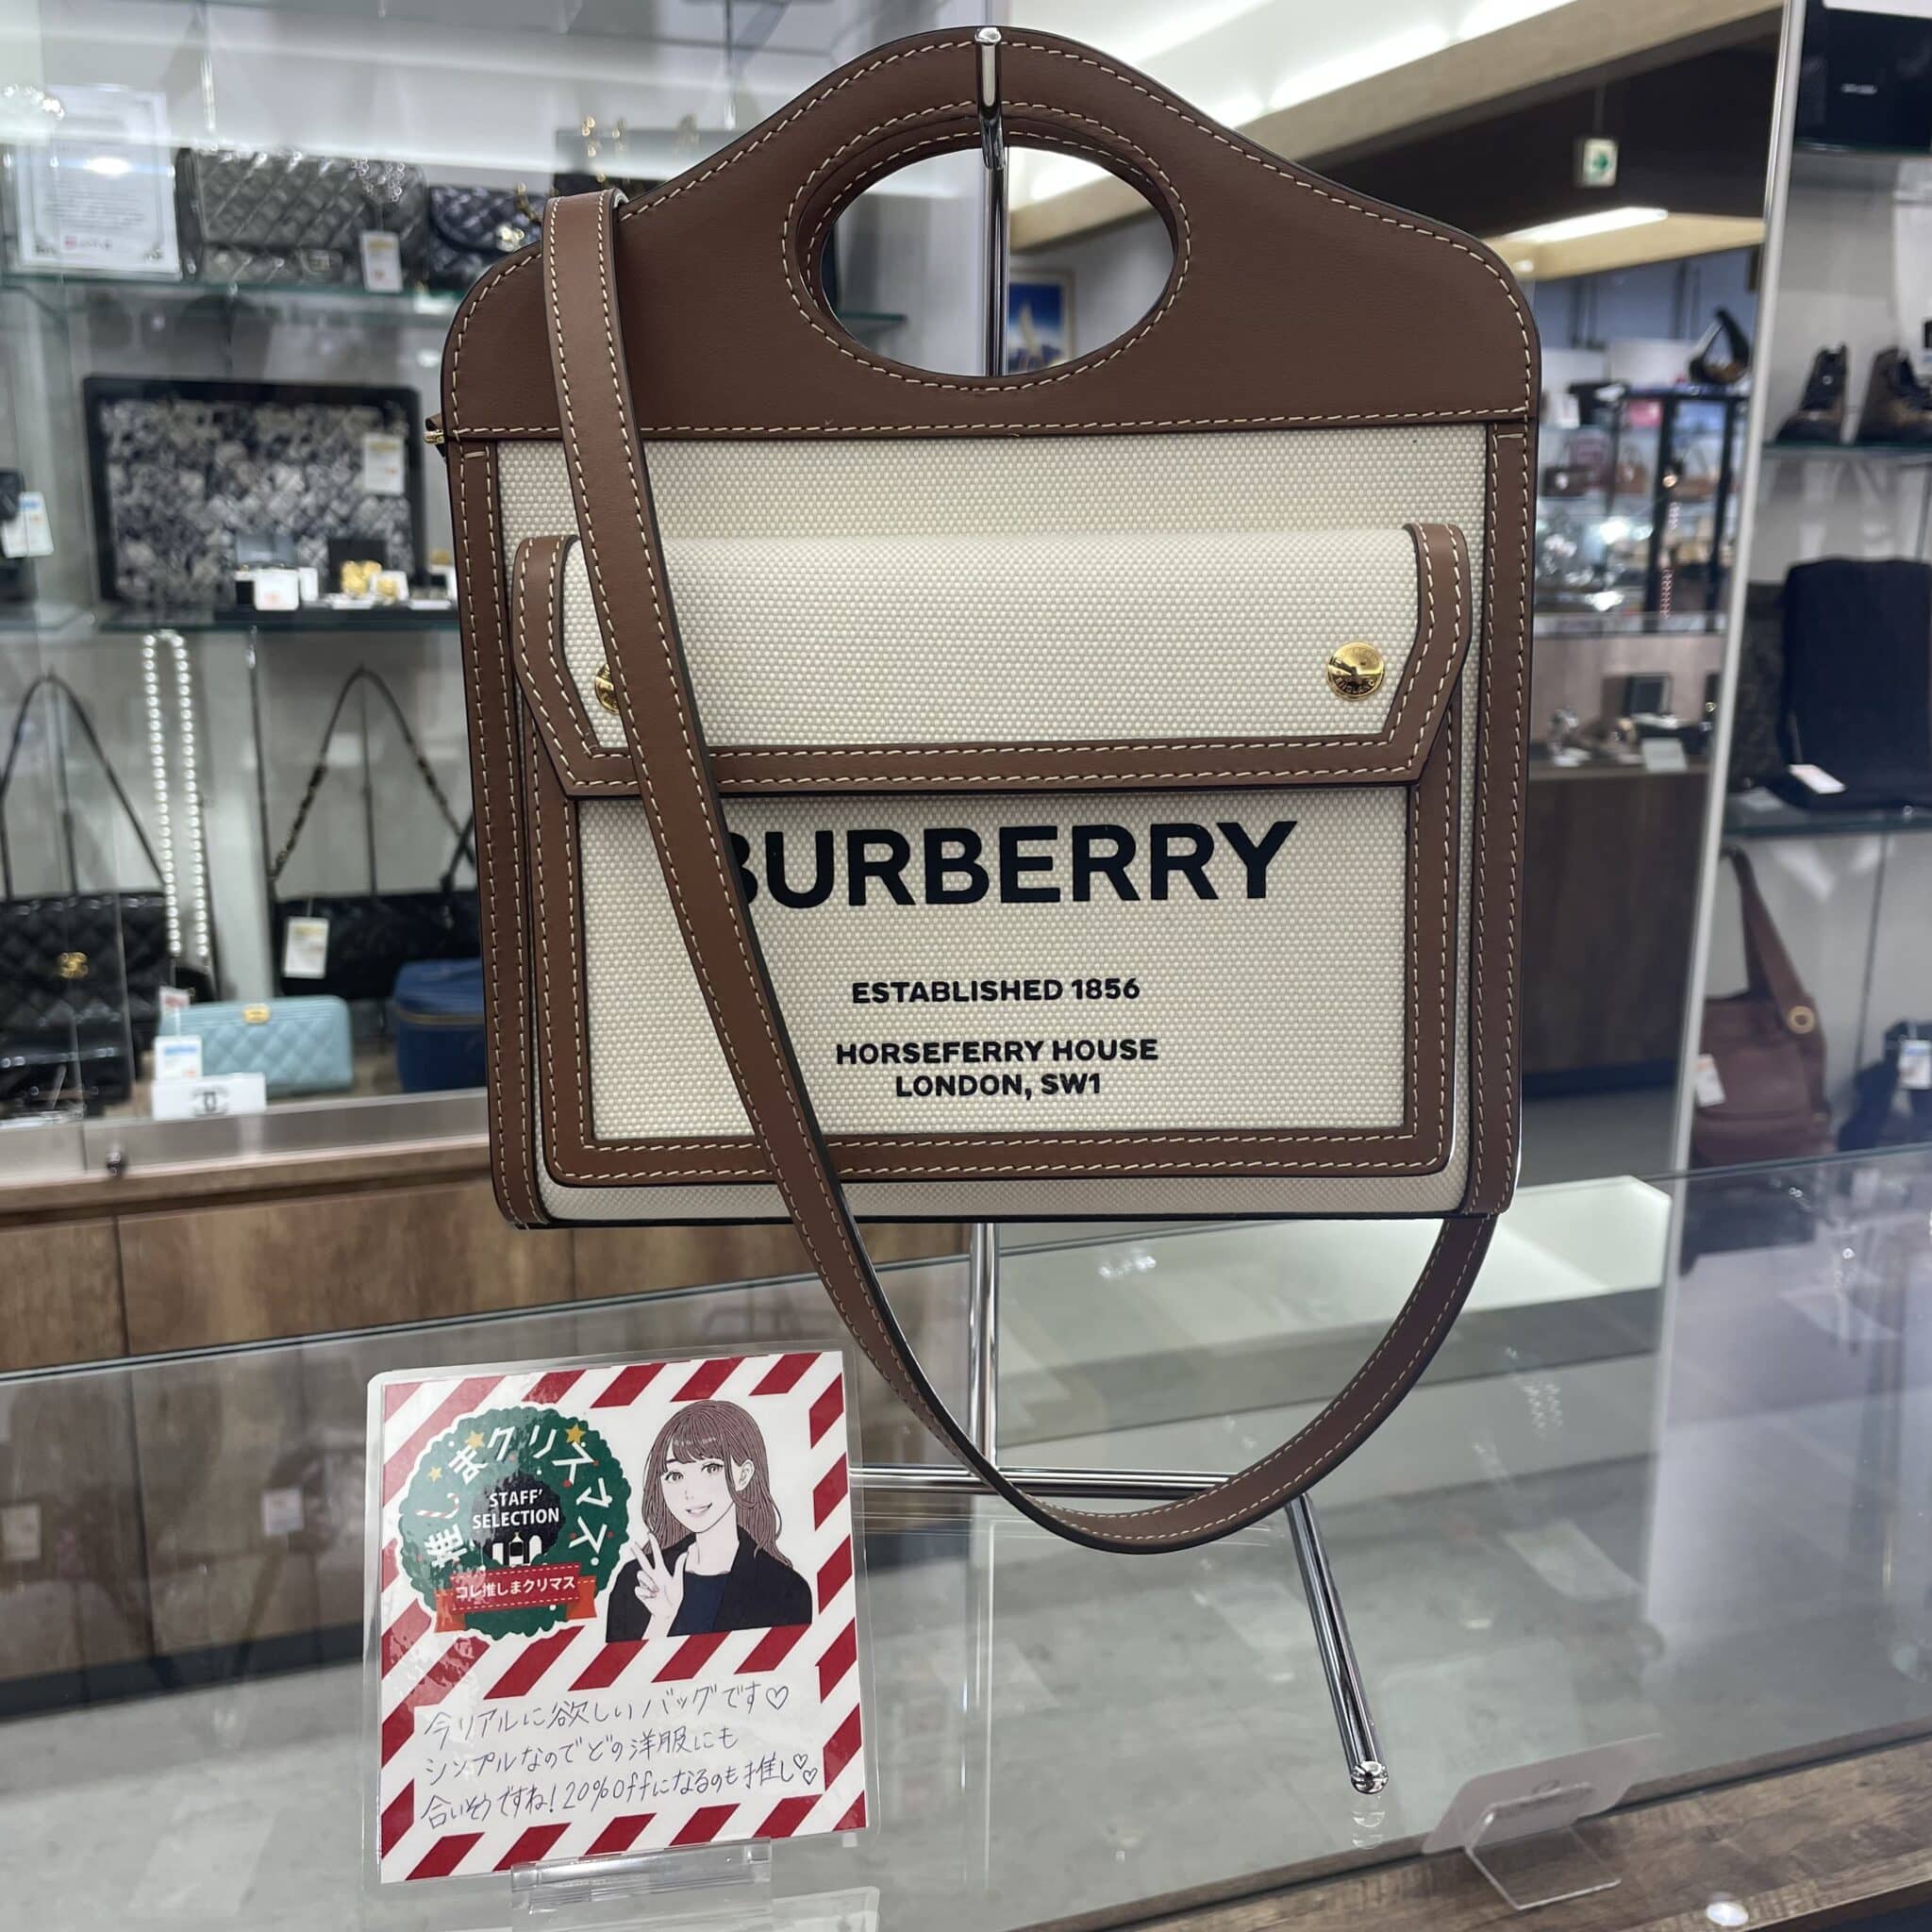 BURBERRY
ESTABLISHED 1856
HORSEFERRY HOUSE
LONDON, SW1
推しまクリスマス
STAFF'
SELECTION
コレ推しまクリマス
今リアルに欲しいバッグです♡
シンプルなのでどの洋服にも
合いそうですね!20%0ffになるのも推し♡♡